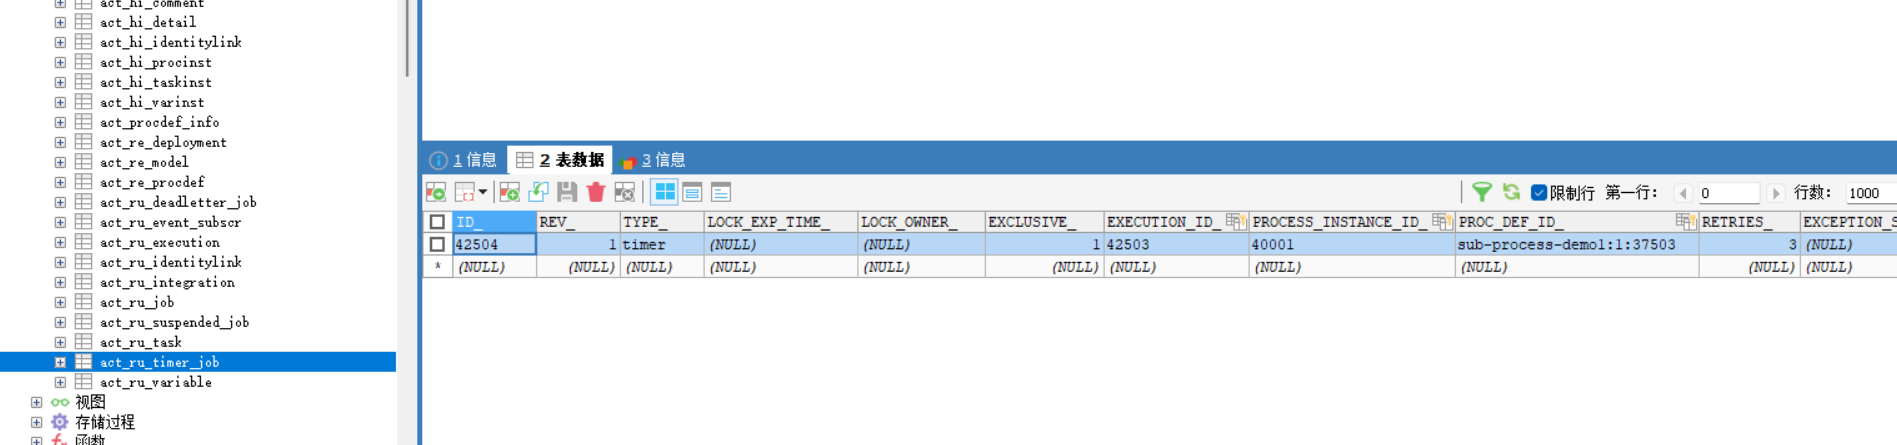 act_hi_comment
act_hi_detail
act_hi_identitylink
act_hi_procinst
act_hi_taskinst
act_hi_varinst
act_procdef_info
act_re_deployment
act_re_model
act_re_procdef
act_ru_deadletter_job
act_ru_event_subscr
act_ru_execution
act_ru_identitylink
act_ru_integration
act_ru_job
act_ru_suspended_job
act_ru_task
act_ru_timer_job
act_ru_variable
视图
存储过程
函数
1 信息 2 表数据 3 信息
限制行 第一行: 0 行数: 1000
ID_ REV_ TYPE_ LOCK_EXP_TIME_ LOCK_OWNER_ EXCLUSIVE_ EXECUTION_ID_ PROCESS_INSTANCE_ID_ PROC_DEF_ID_ RETRIES_ EXCEPTION_S
42504 1 timer (NULL) (NULL) 1 42503 40001 sub-process-demo1:1:37503 3 (NULL)
* (NULL) (NULL) (NULL) (NULL) (NULL) (NULL) (NULL) (NULL) (NULL) (NULL) (NULL)